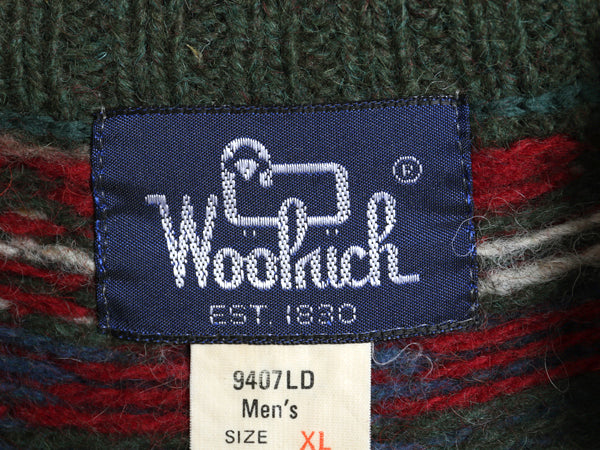 Woolrich ®
EST. 1830
9407LD
Men's
SIZE XL